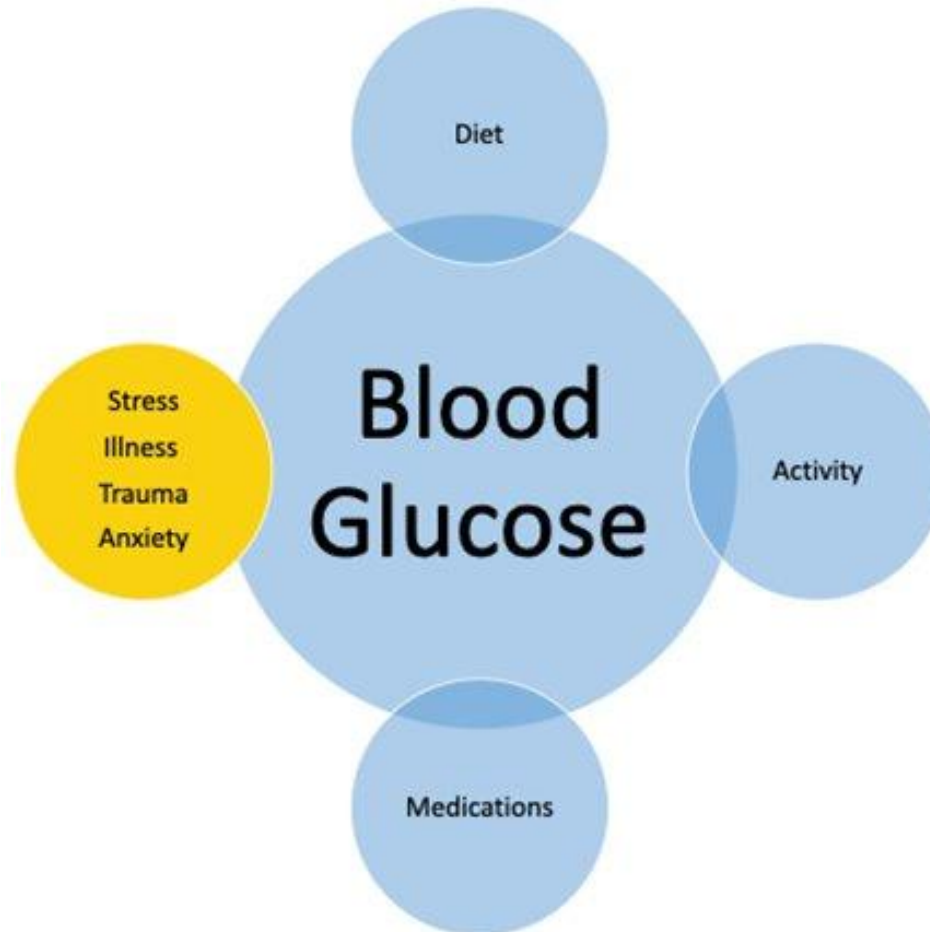 Diet
Blood
Glucose
Stress
Illness
Trauma
Anxiety
Activity
Medications